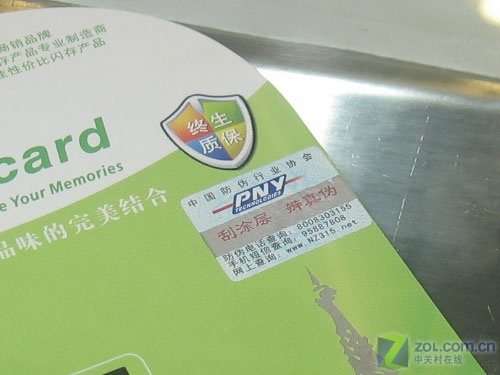 畅销品牌
存产品专业制造商
性价比闪存产品
终生
质保
card
e Your Memories
品味的完美结合
中国防伪行业协会
PNY
TECHNOLOGIES
刮涂层 辨真伪
防伪电话查询: 8008303155
手机短信查询: 95887808
网上查询: www.NZ315.net
zol.com.cn
中关村在线